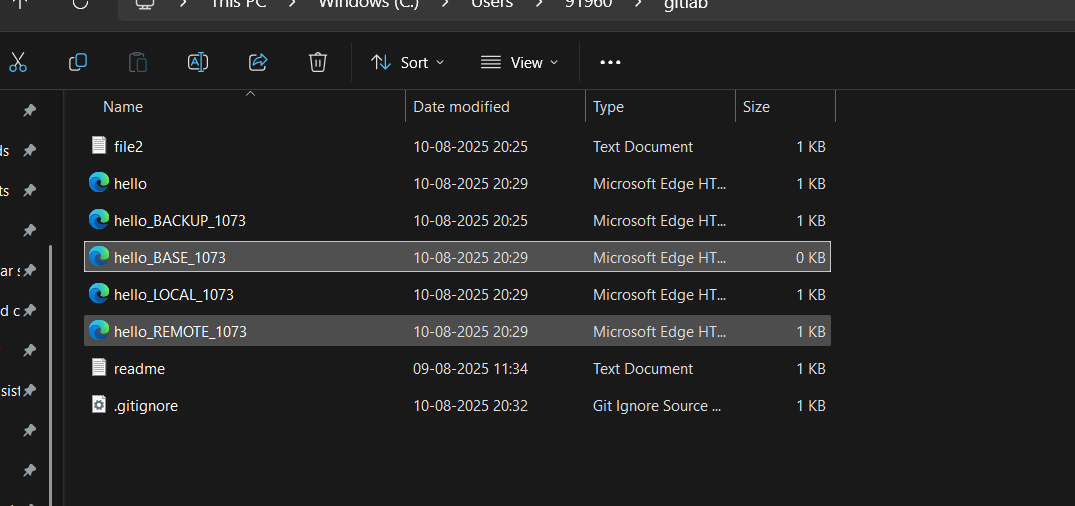 This PC > Windows (C:) > Users > 91960 > gitlab
Sort View
Name Date modified Type Size
file2 10-08-2025 20:25 Text Document 1 KB
ds
hello 10-08-2025 20:29 Microsoft Edge HT... 1 KB
ts
hello_BACKUP_1073 10-08-2025 20:25 Microsoft Edge HT... 1 KB
hello_BASE_1073 10-08-2025 20:29 Microsoft Edge HT... 0 KB
ar s
hello_LOCAL_1073 10-08-2025 20:29 Microsoft Edge HT... 1 KB
d c
hello_REMOTE_1073 10-08-2025 20:29 Microsoft Edge HT... 1 KB
readme 09-08-2025 11:34 Text Document 1 KB
sist
.gitignore 10-08-2025 20:32 Git Ignore Source ... 1 KB